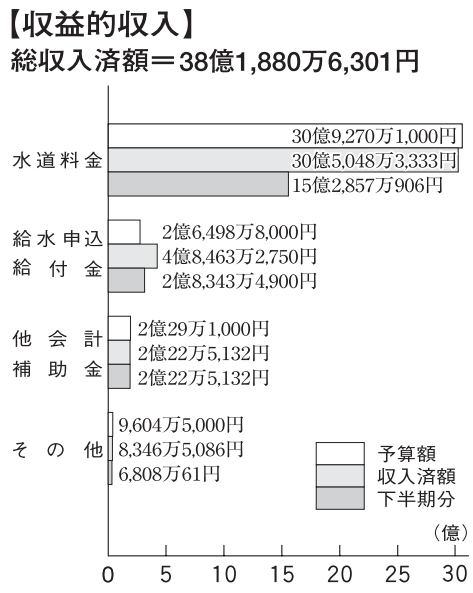 【収益的収入】
総収入済額＝38億1,880万6,301円
水道料金
30億9,270万1,000円
30億5,048万3,333円
15億2,857万906円
給水申込
給付金
2億6,498万8,000円
4億8,463万2,750円
2億8,343万4,900円
他会計
補助金
2億29万1,000円
2億22万5,132円
2億22万5,132円
その他
9,604万5,000円
8,346万5,086円
6,808万61円
予算額
収入済額
下半期分
（億）
0 5 10 15 20 25 30